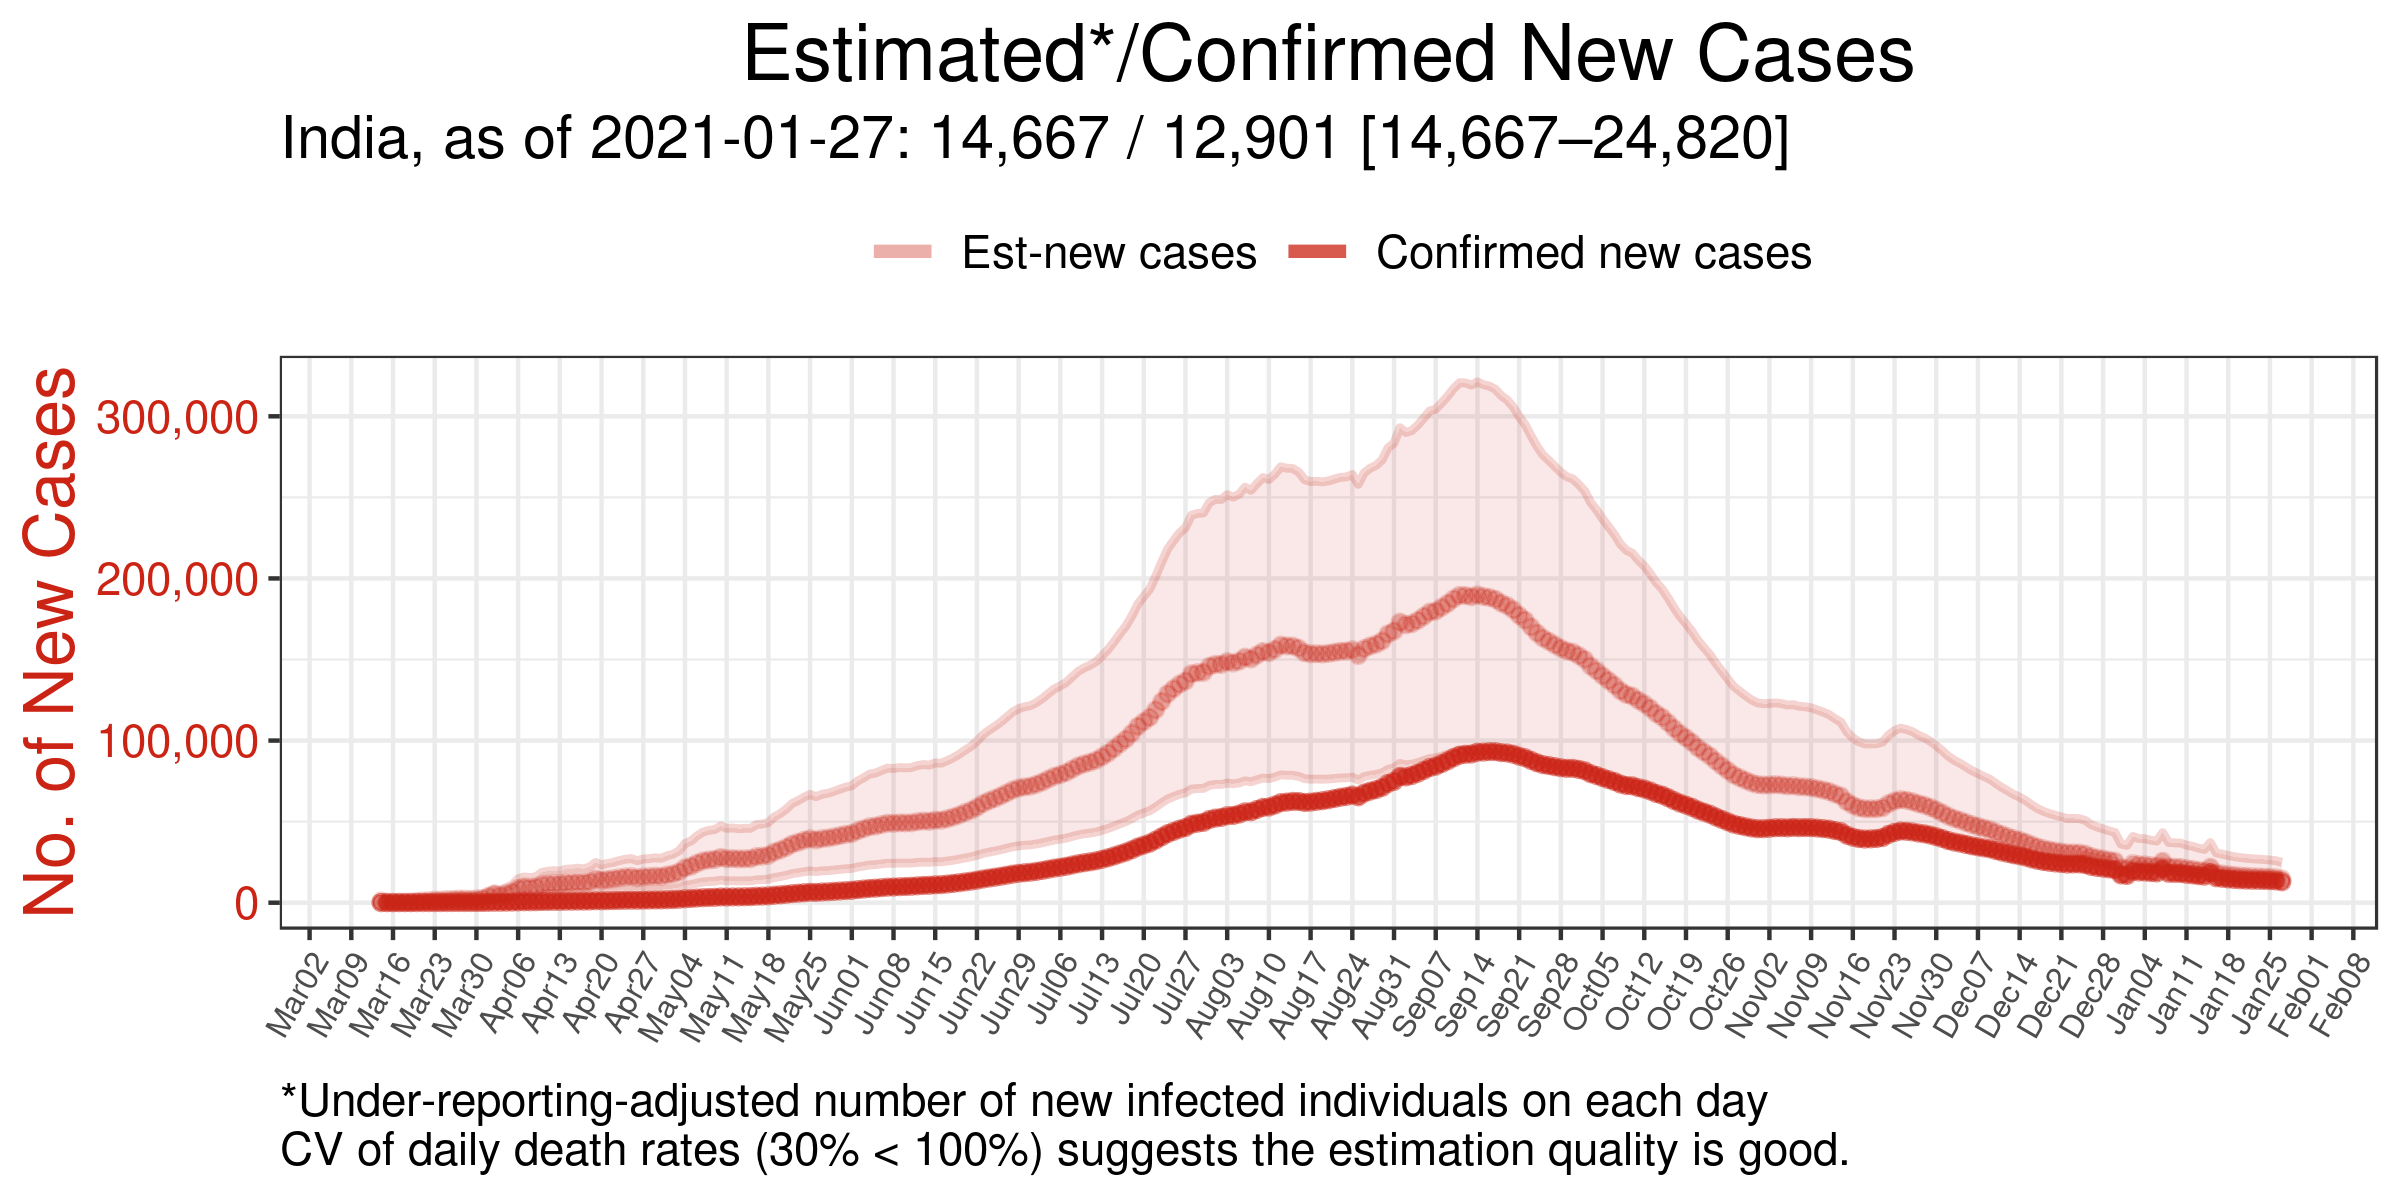 Estimated*/Confirmed New Cases
India, as of 2021-01-27: 14,667 / 12,901 [14,667–24,820]
Est-new cases Confirmed new cases
No. of New Cases
300,000
200,000
100,000
0
Mar02 Mar09 Mar16 Mar23 Mar30 Apr06 Apr13 Apr20 Apr27 May04 May11 May18 May25 Jun01 Jun08 Jun15 Jun22 Jun29 Jul06 Jul13 Jul20 Jul27 Aug03 Aug10 Aug17 Aug24 Aug31 Sep07 Sep14 Sep21 Sep28 Oct05 Oct12 Oct19 Oct26 Nov02 Nov09 Nov16 Nov23 Nov30 Dec07 Dec14 Dec21 Dec28 Jan04 Jan11 Jan18 Jan25 Feb01 Feb08
*Under-reporting-adjusted number of new infected individuals on each day
CV of daily death rates (30% < 100%) suggests the estimation quality is good.